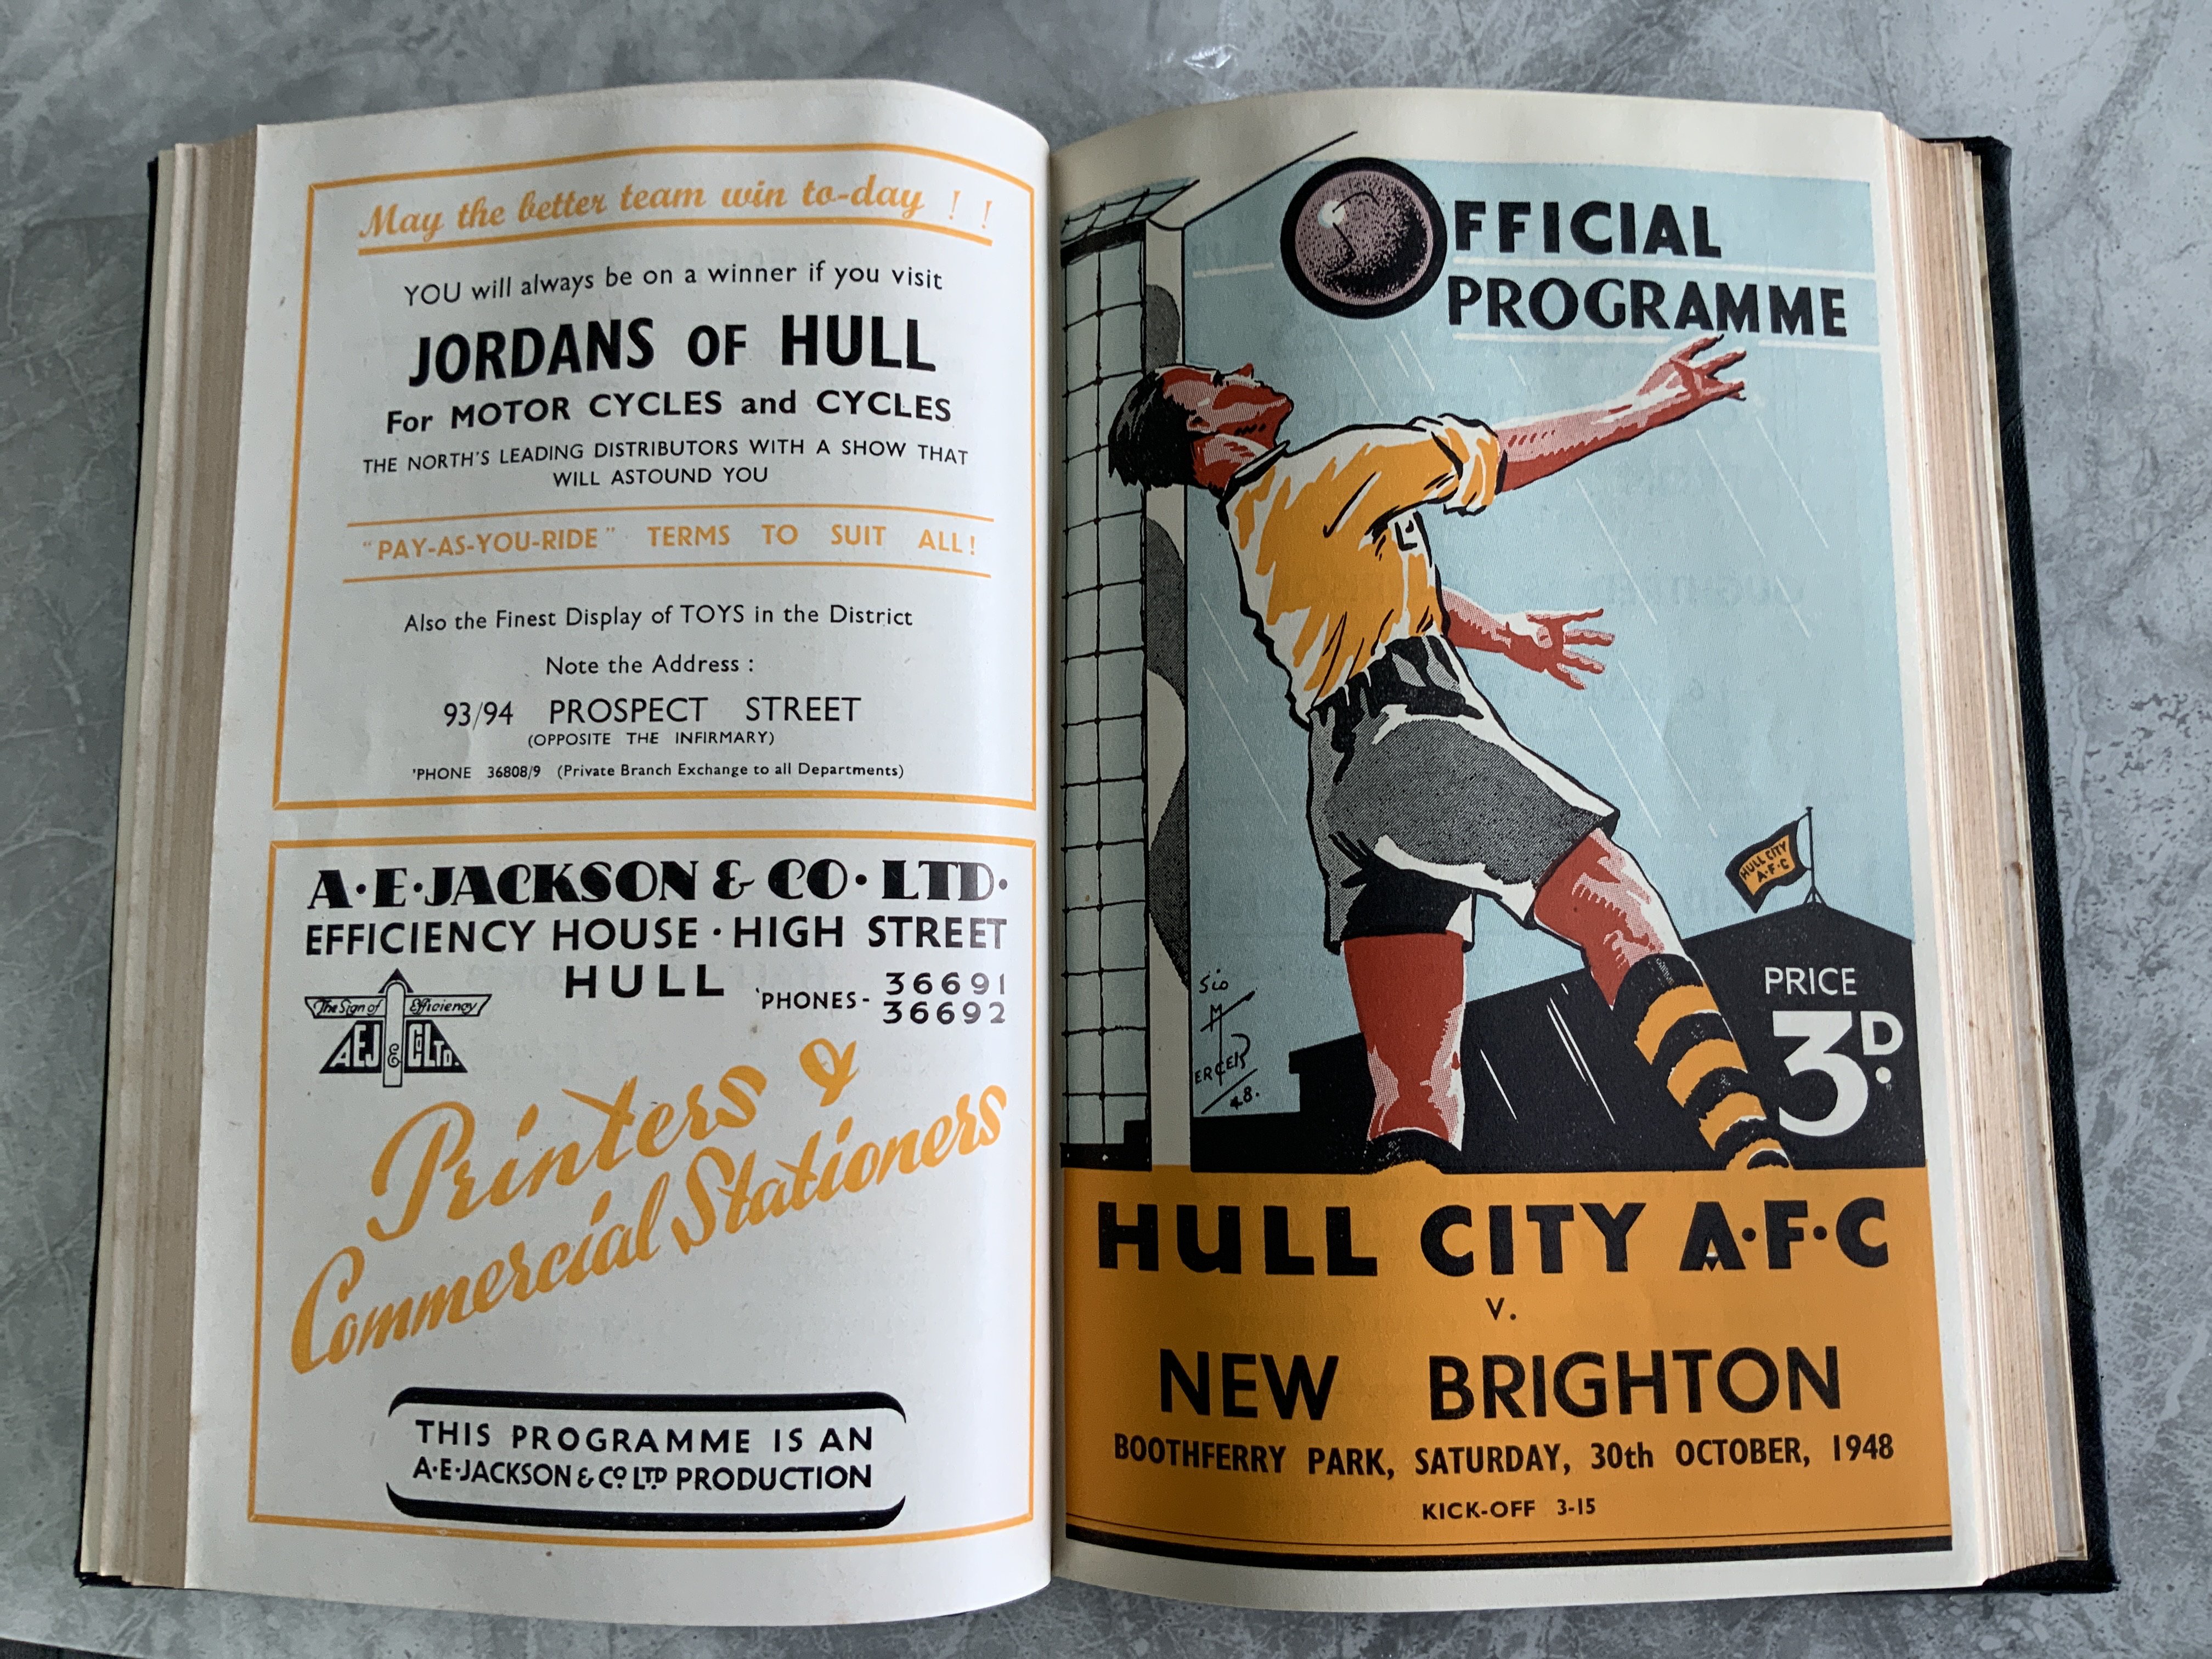 May the better team win to-day ! !
YOU will always be on a winner if you visit
JORDANS OF HULL
For MOTOR CYCLES and CYCLES
THE NORTH'S LEADING DISTRIBUTORS WITH A SHOW THAT
WILL ASTOUND YOU
"PAY-AS-YOU-RIDE" TERMS TO SUIT ALL!
Also the Finest Display of TOYS in the District
Note the Address :
93/94 PROSPECT STREET
(OPPOSITE THE INFIRMARY)
'PHONE 36808/9 (Private Branch Exchange to all Departments)
A·E·JACKSON & CO· LTD·
EFFICIENCY HOUSE · HIGH STREET
HULL 'PHONES- 36691
36692
The Sign of Efficiency
AEJ & Co LTD.
Printers &
Commercial Stationers
THIS PROGRAMME IS AN
A·E·JACKSON & Co LTD PRODUCTION
OFFICIAL
PROGRAMME
HULL CITY
A·F·C
PRICE
3D.
SID
MERCER
48.
HULL CITY A·F·C
V.
NEW BRIGHTON
BOOTHFERRY PARK, SATURDAY, 30th OCTOBER, 1948
KICK-OFF 3-15